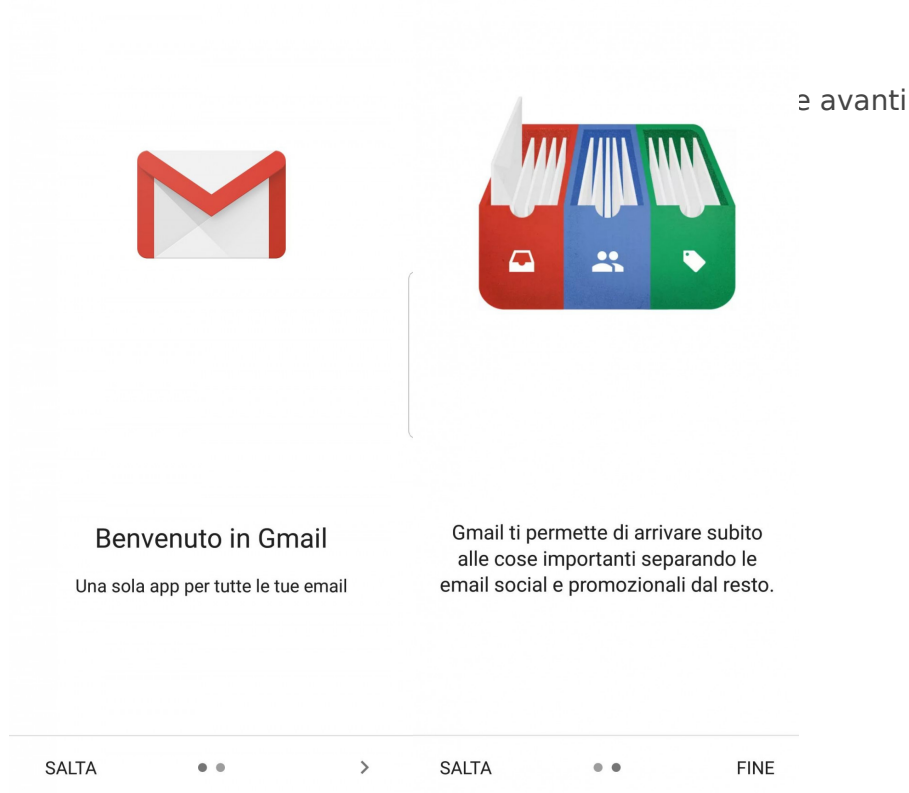 e avanti
Benvenuto in Gmail
Una sola app per tutte le tue email
SALTA
Gmail ti permette di arrivare subito
alle cose importanti separando le
email social e promozionali dal resto.
SALTA
FINE